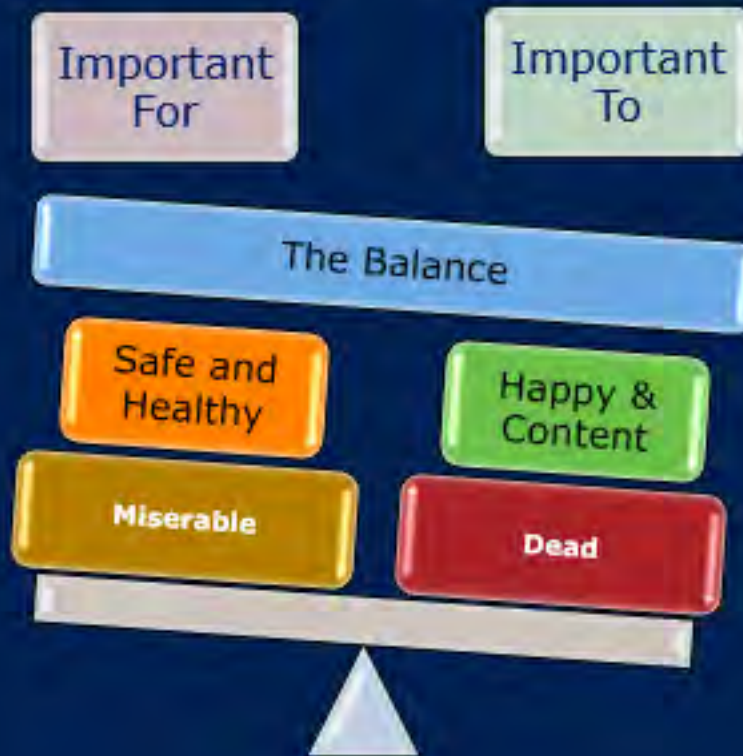 Important
For
Important
To
The Balance
Safe and
Healthy
Happy &
Content
Miserable
Dead